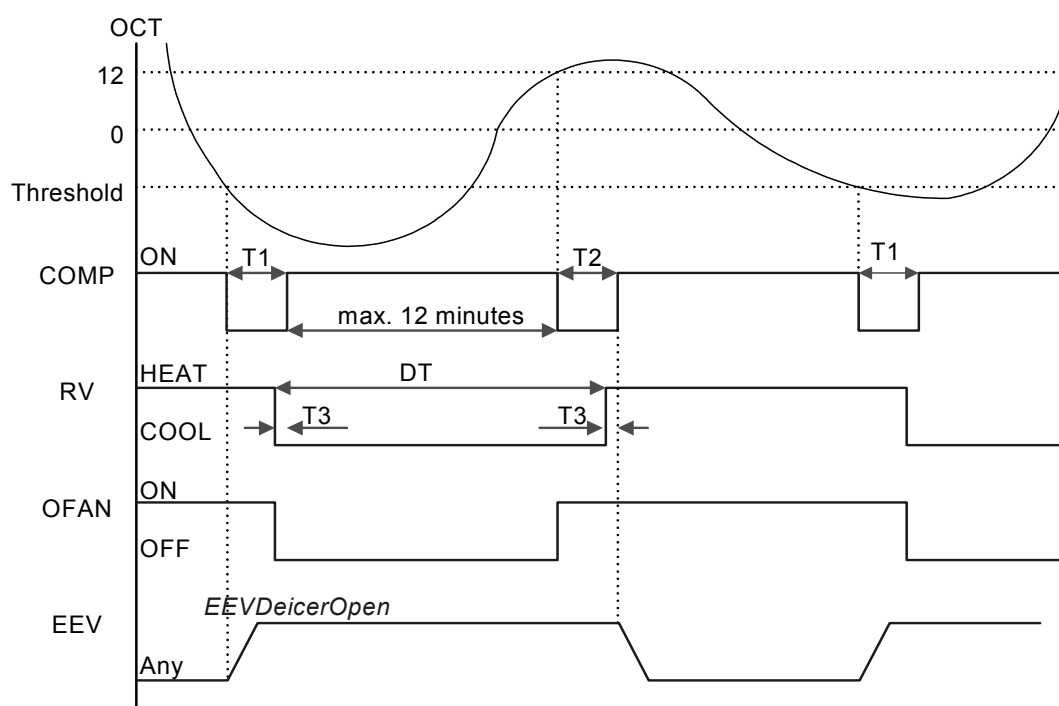 OCT
12
0
Threshold
ON
T1
T2
T1
COMP
max. 12 minutes
HEAT
DT
RV
T3
T3
COOL
ON
OFAN
OFF
EEVDeicerOpen
EEV
Any